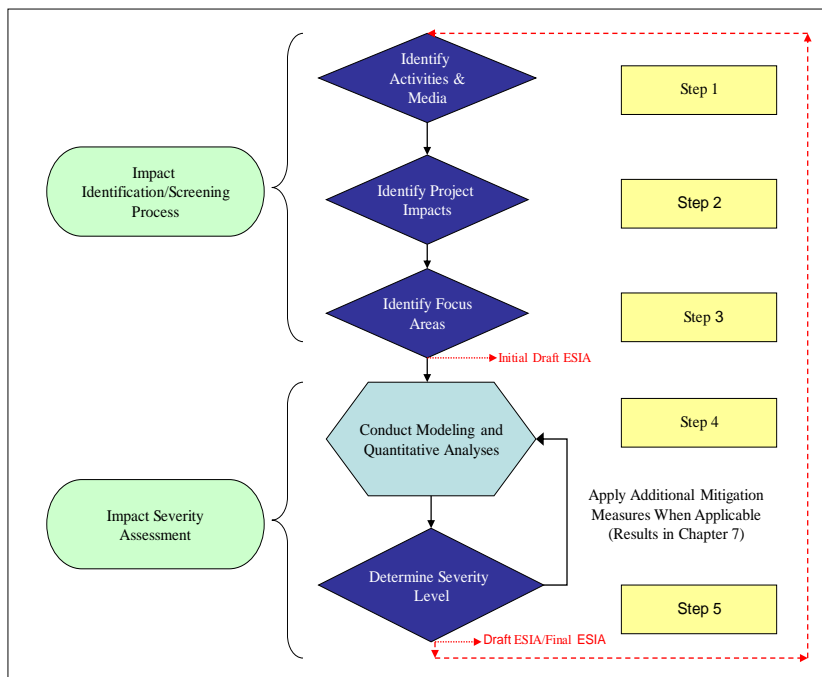 Identify
Activities &
Media
Step 1
Impact
Identification/Screening
Process
Identify Project
Impacts
Step 2
Identify Focus
Areas
Step 3
Initial Draft ESIA
Conduct Modeling and
Quantitative Analyses
Step 4
Apply Additional Mitigation
Measures When Applicable
(Results in Chapter 7)
Impact Severity
Assessment
Determine Severity
Level
Step 5
Draft ESIA/Final ESIA